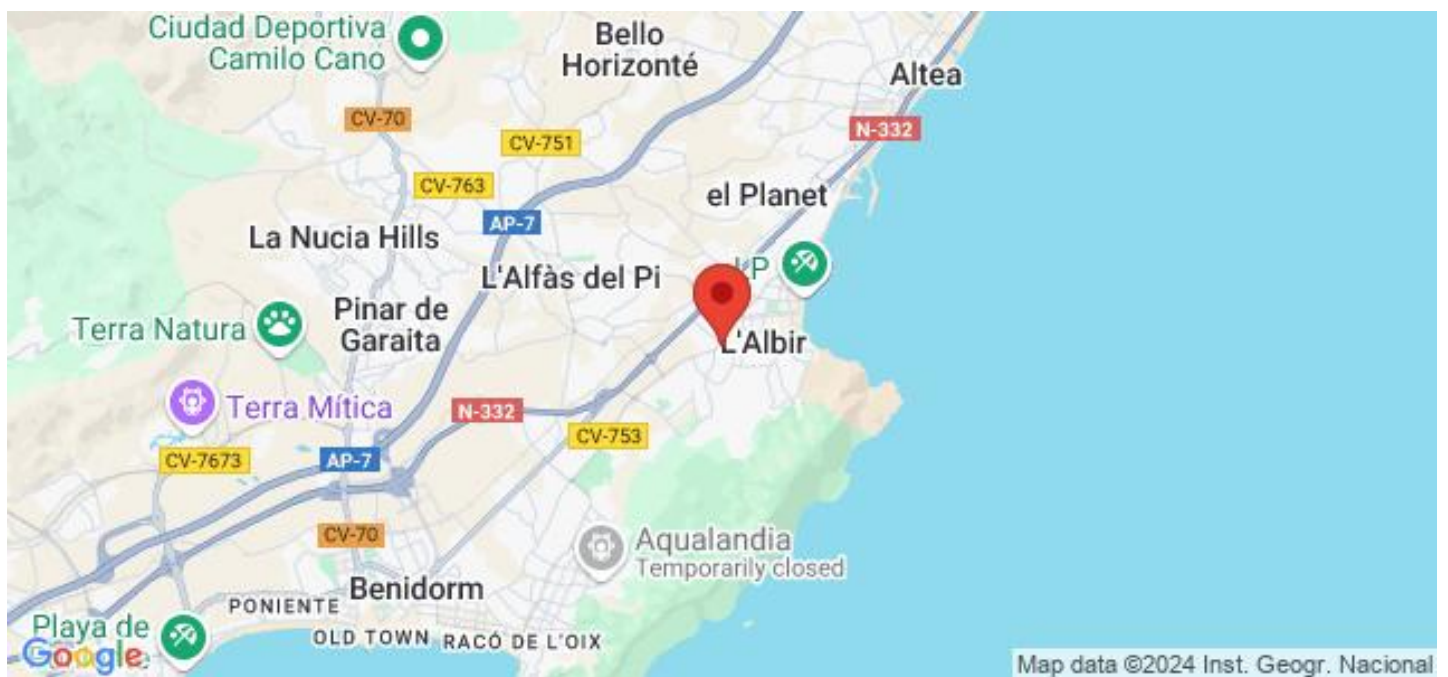 Ciudad Deportiva
Camilo Cano
Bello
Horizonté
Altea
CV-70
N-332
CV-751
CV-763
el Planet
AP-7
La Nucia Hills
L'Alfàs del Pi
Pinar de
Garaita
Terra Natura
L'Albir
Terra Mítica
N-332
CV-753
CV-7673
AP-7
CV-70
Aqualandia
Temporarily closed
Benidorm
PONIENTE
OLD TOWN
RACÓ DE L'OIX
Playa de
Google
Map data ©2024 Inst. Geogr. Nacional